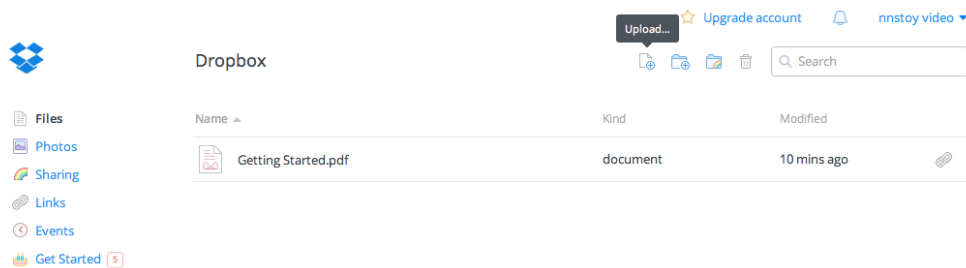 Upgrade account nnstoy video
Upload...
Dropbox Search
Files Name Kind Modified
Photos
Getting Started.pdf document 10 mins ago
Sharing
Links
Events
Get Started 5